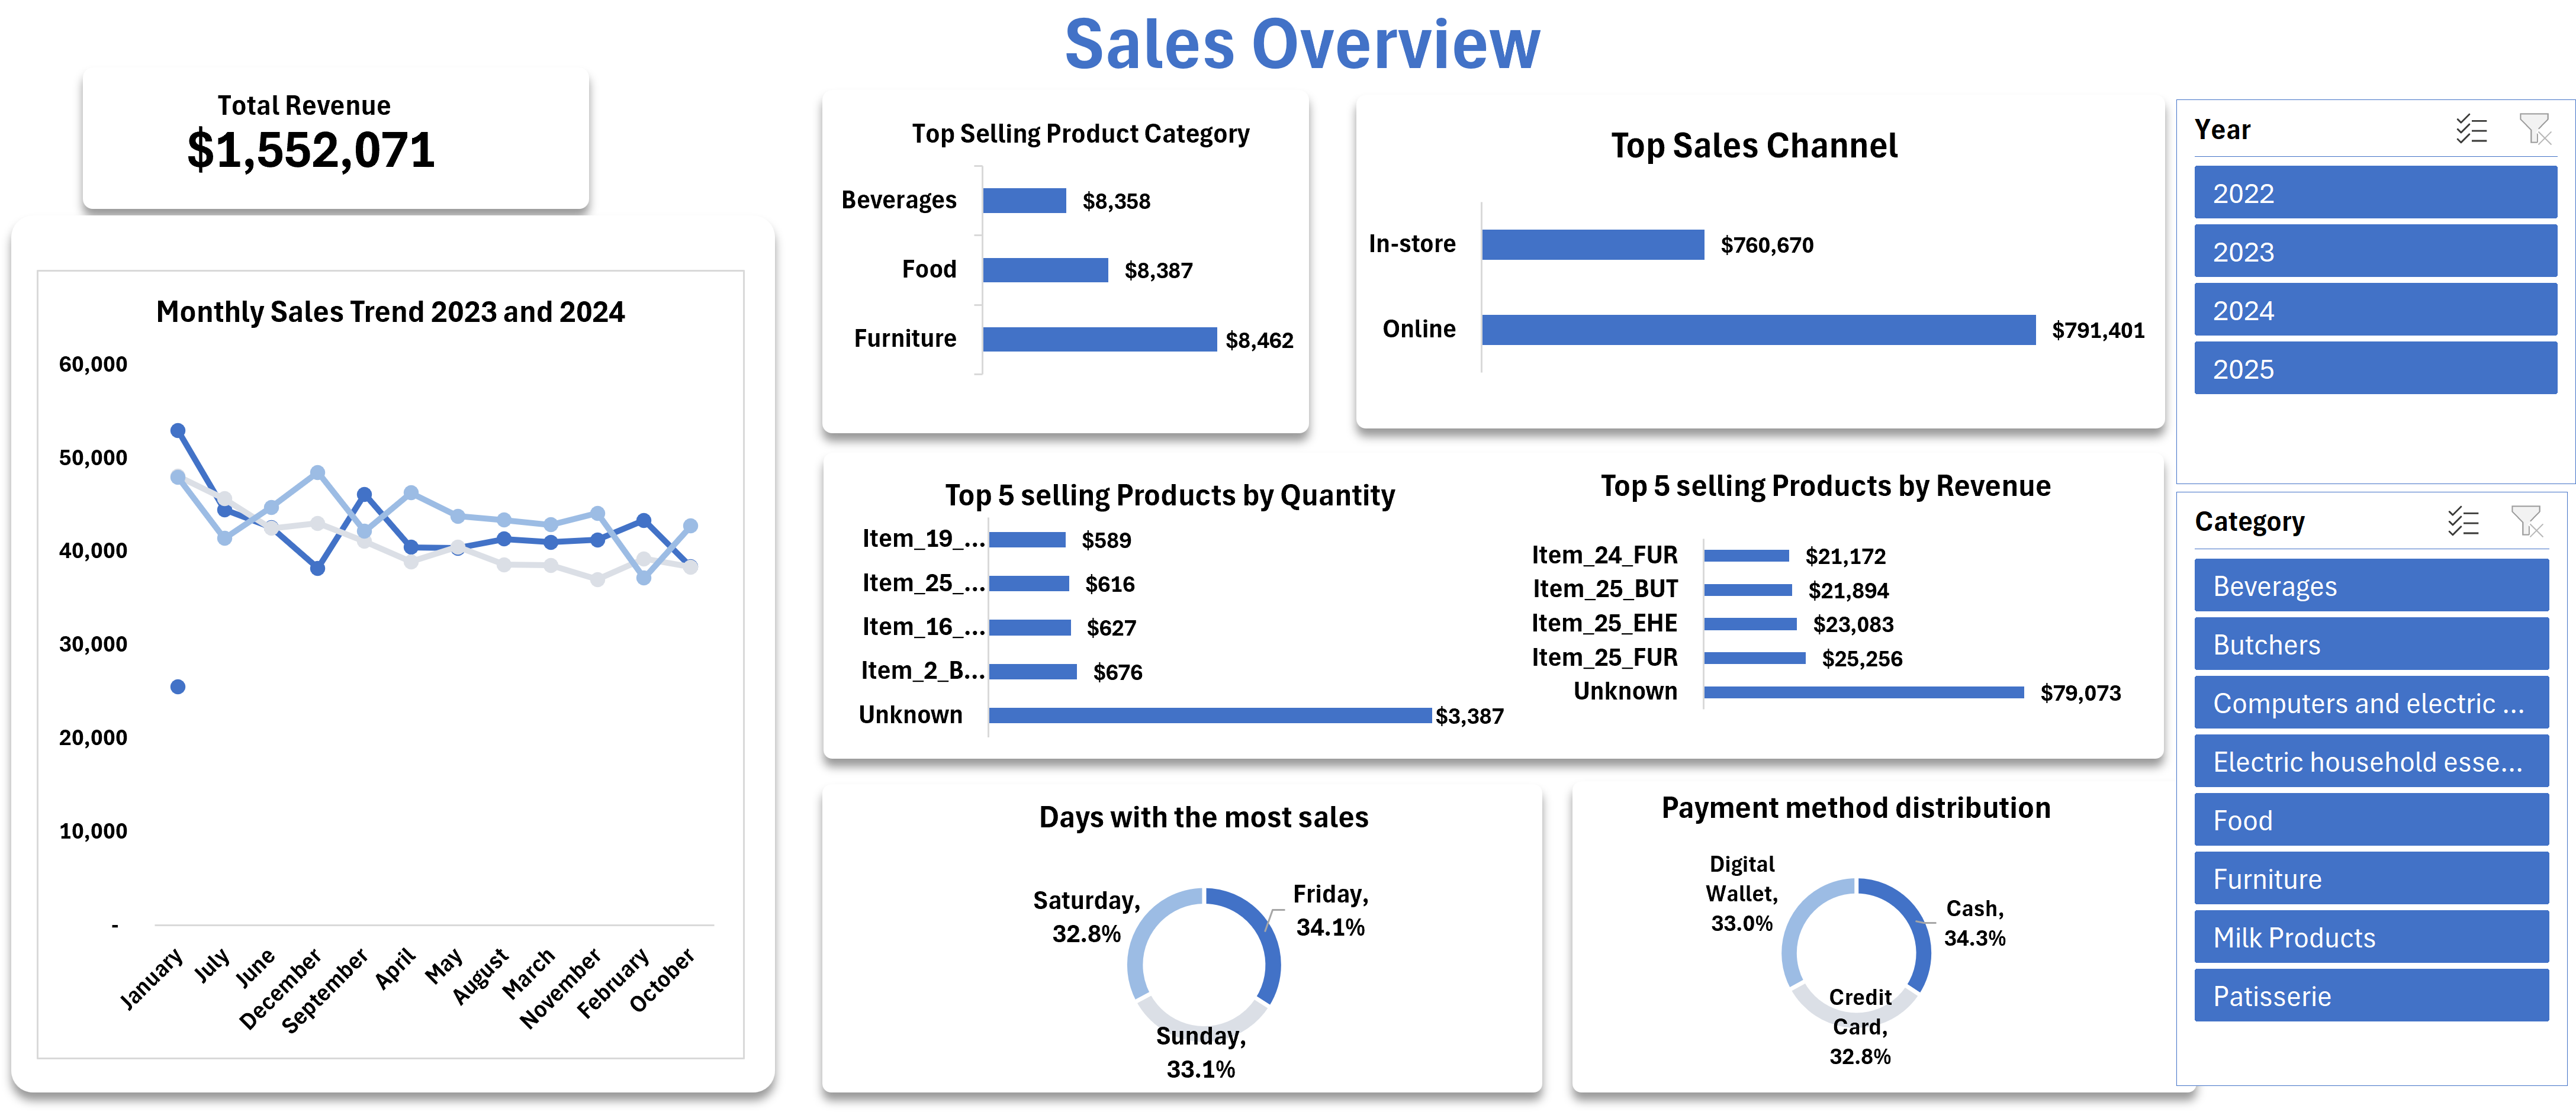 Sales Overview
Total Revenue
$1,552,071
Monthly Sales Trend 2023 and 2024
60,000
50,000
40,000
30,000
20,000
10,000
-
January
July
June
December
September
April
May
August
March
November
February
October
Top Selling Product Category
Beverages $8,358
Food $8,387
Furniture $8,462
Top Sales Channel
In-store $760,670
Online $791,401
Top 5 selling Products by Quantity
Item_19_... $589
Item_25_... $616
Item_16_... $627
Item_2_B... $676
Unknown $3,387
Top 5 selling Products by Revenue
Item_24_FUR $21,172
Item_25_BUT $21,894
Item_25_EHE $23,083
Item_25_FUR $25,256
Unknown $79,073
Days with the most sales
Saturday,
32.8%
Friday,
34.1%
Sunday,
33.1%
Payment method distribution
Digital
Wallet,
33.0%
Cash,
34.3%
Credit
Card,
32.8%
Year
2022
2023
2024
2025
Category
Beverages
Butchers
Computers and electric ...
Electric household esse...
Food
Furniture
Milk Products
Patisserie